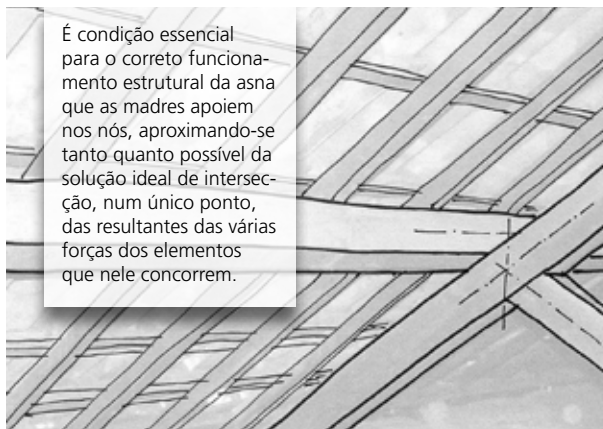 É condição essencial
para o correto funciona-
mento estrutural da asna
que as madres apoiem
nos nós, aproximando-se
tanto quanto possível da
solução ideal de intersec-
ção, num único ponto,
das resultantes das várias
forças dos elementos
que nele concorrem.